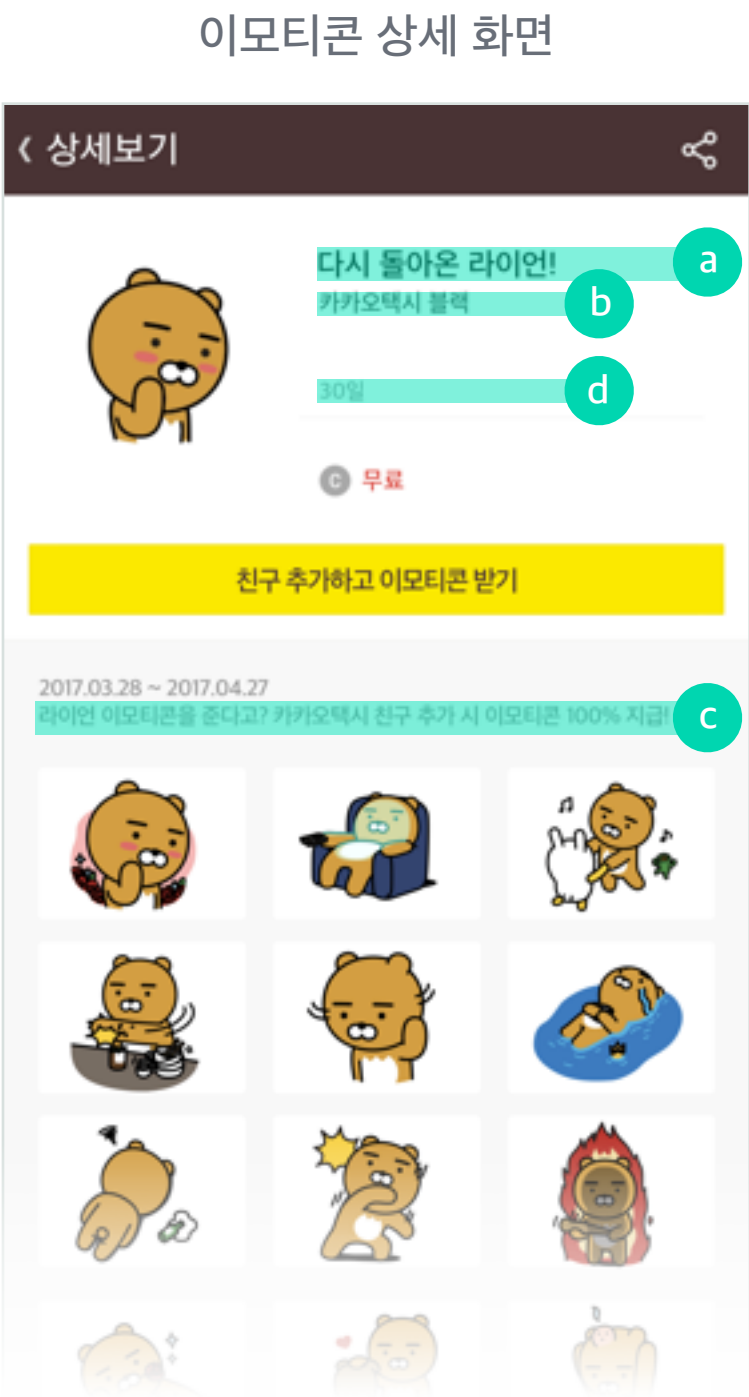 이모티콘 상세 화면
상세보기
다시 돌아온 라이언! a
카카오택시 블랙 b
30일 d
C 무료
친구 추가하고 이모티콘 받기
2017.03.28 ~ 2017.04.27
라이언 이모티콘을 준다고? 카카오택시 친구 추가 시 이모티콘 100% 지급! c